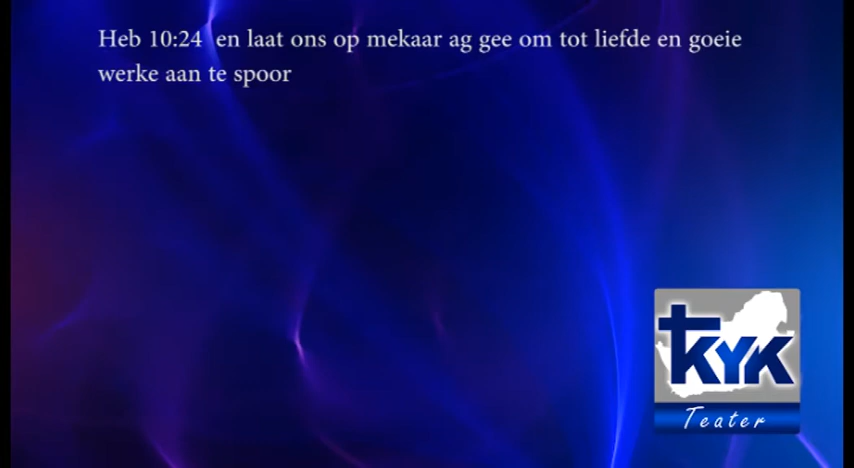 Heb 10:24 en laat ons op mekaar ag gee om tot liefde en goeie
werke aan te spoor
KYK
Teater